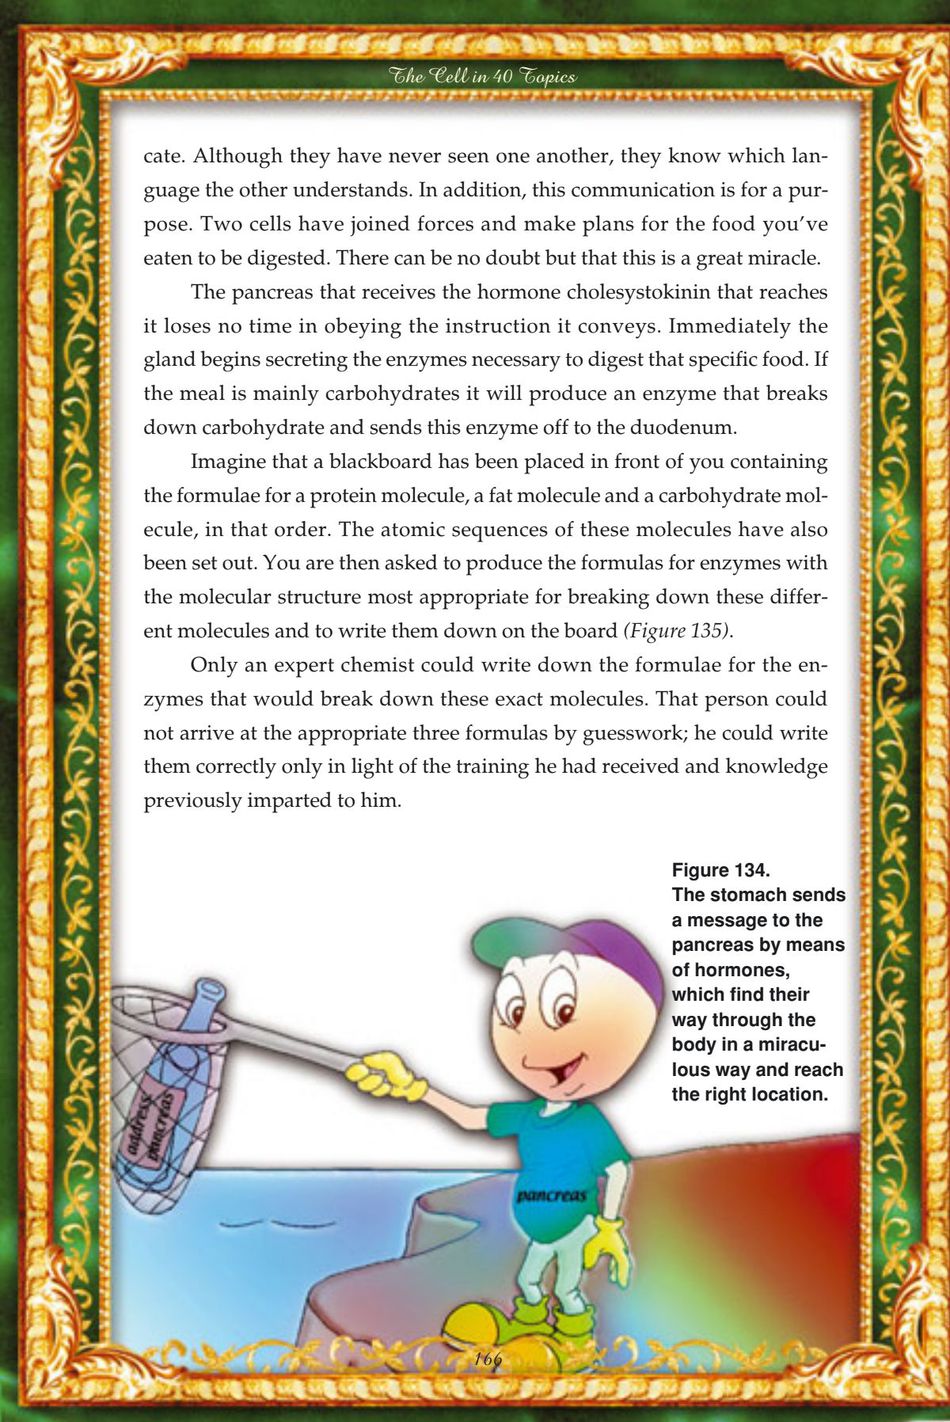 The Cell in 40 Topics
cate. Although they have never seen one another, they know which lan-
guage the other understands. In addition, this communication is for a pur-
pose. Two cells have joined forces and make plans for the food you've
eaten to be digested. There can be no doubt but that this is a great miracle.
The pancreas that receives the hormone cholesystokinin that reaches
it loses no time in obeying the instruction it conveys. Immediately the
gland begins secreting the enzymes necessary to digest that specific food. If
the meal is mainly carbohydrates it will produce an enzyme that breaks
down carbohydrate and sends this enzyme off to the duodenum.
Imagine that a blackboard has been placed in front of you containing
the formulae for a protein molecule, a fat molecule and a carbohydrate mol-
ecule, in that order. The atomic sequences of these molecules have also
been set out. You are then asked to produce the formulas for enzymes with
the molecular structure most appropriate for breaking down these differ-
ent molecules and to write them down on the board (Figure 135).
Only an expert chemist could write down the formulae for the en-
zymes that would break down these exact molecules. That person could
not arrive at the appropriate three formulas by guesswork; he could write
them correctly only in light of the training he had received and knowledge
previously imparted to him.
Figure 134.
The stomach sends
a message to the
pancreas by means
of hormones,
which find their
way through the
body in a miracu-
lous way and reach
the right location.
address
pancreas
pancreas
166